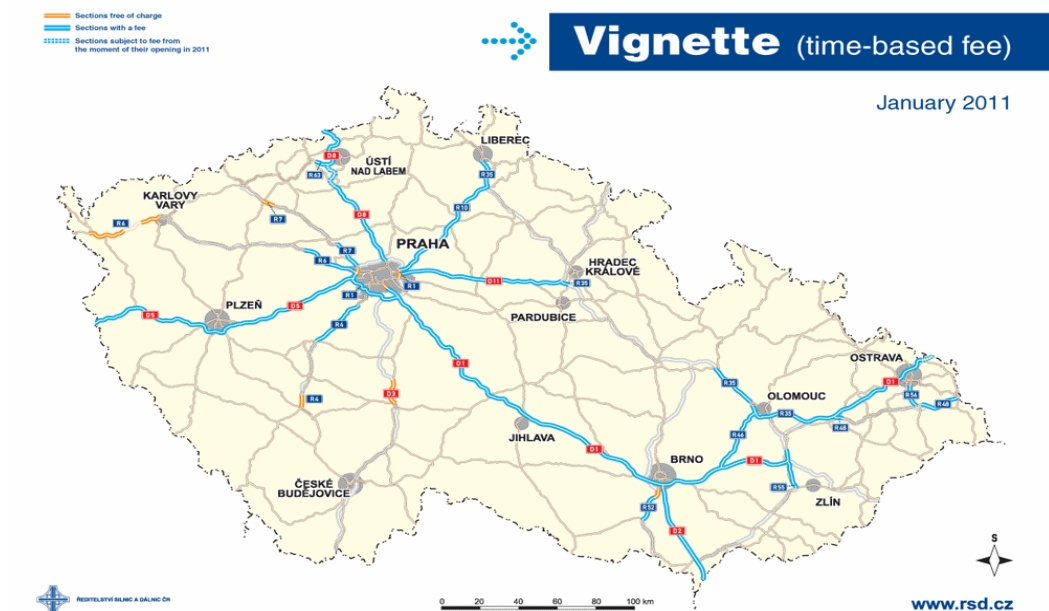 Sections free of charge
Sections with a fee
Sections subject to fee from
the moment of their opening in 2011
Vignette (time-based fee)
January 2011
LIBEREC
D8
ÚSTÍ
NAD LABEM
R63
R35
KARLOVY
VARY
R6
R7
D8
R10
PRAHA
R7
R6
HRADEC
KRÁLOVÉ
R1
D11
R35
R1
PLZEŇ
D5
D5
PARDUBICE
R4
D1
OSTRAVA
D1
R35
R56
R48
D3
R4
OLOMOUC
R35
R48
JIHLAVA
R46
D1
BRNO
D1
ČESKÉ
BUDĚJOVICE
R55
ZLÍN
R52
D2
S
ŘEDITELSTVÍ SILNIC A DÁLNIC ČR
0 20 40 60 80 100 km
www.rsd.cz